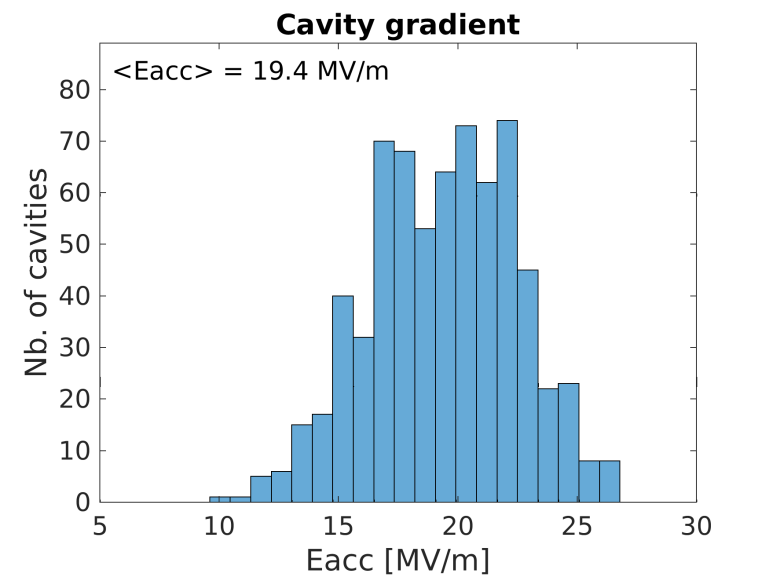 Cavity gradient
<Eacc> = 19.4 MV/m
Nb. of cavities
80
70
60
50
40
30
20
10
0
5 10 15 20 25 30
Eacc [MV/m]